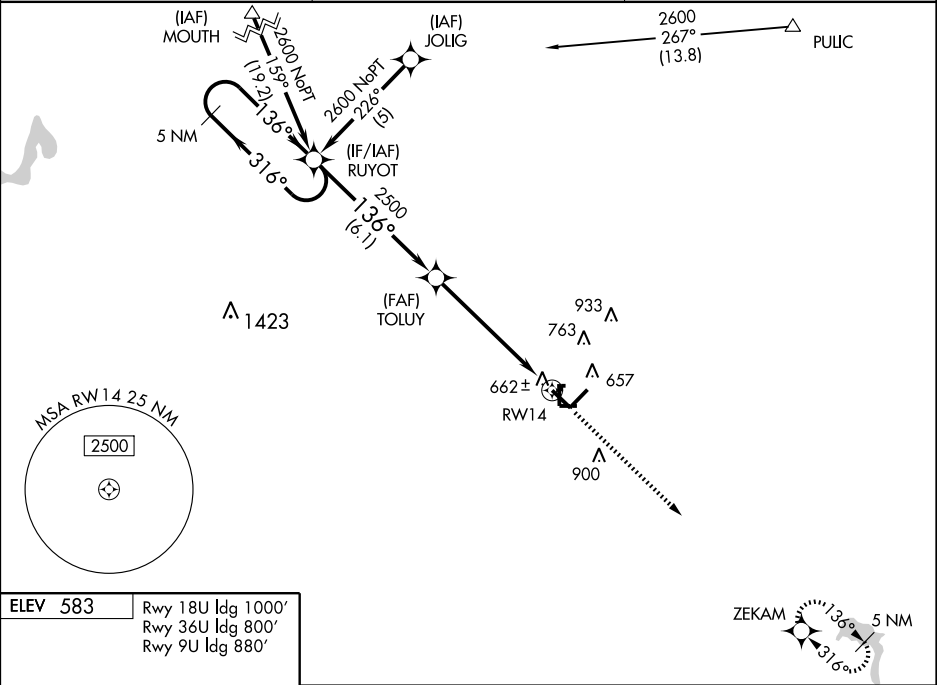 (IAF)
MOUTH
2600 NoPT
159°
(19.2)
(IAF)
JOLIG
2600 NoPT
226°
(5)
2600
267°
(13.8)
PULIC
5 NM
136°
316°
(IF/IAF)
RUYOT
2500
136°
(6.1)
(FAF)
TOLUY
1423
933
763
657
662±
RW14
900
MSA RW14 25 NM
2500
ELEV 583
Rwy 18U ldg 1000'
Rwy 36U ldg 800'
Rwy 9U ldg 880'
ZEKAM
136°
5 NM
316°